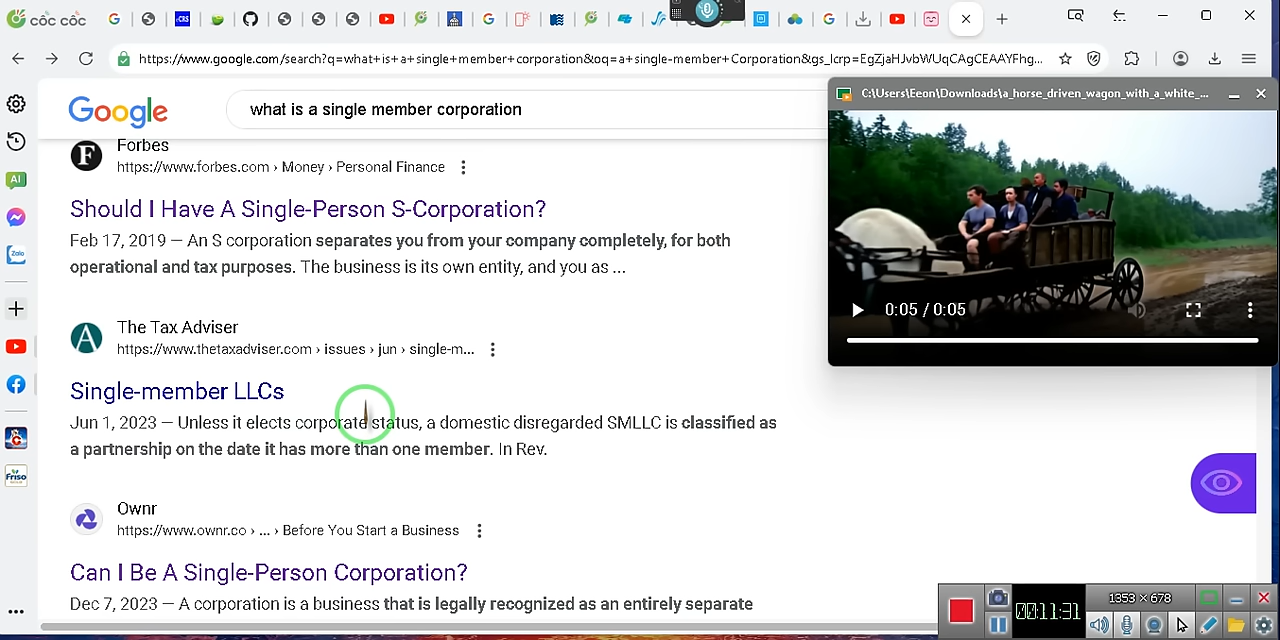 cốc cốc
https://www.google.com/search?q=what+is+a+single+member+corporation&oq=a+single-member+Corporation&gs_lcrp=EgZjaHJvbWUqCAgCEAAYFhg...
Google
what is a single member corporation
C:\Users\Eeon\Downloads\a_horse_driven_wagon_with_a_white_...
Forbes
https://www.forbes.com › Money › Personal Finance
Should I Have A Single-Person S-Corporation?
Feb 17, 2019 — An S corporation separates you from your company completely, for both
operational and tax purposes. The business is its own entity, and you as ...
0:05 / 0:05
The Tax Adviser
https://www.thetaxadviser.com › issues › jun › single-m...
Single-member LLCs
Jun 1, 2023 — Unless it elects corporate status, a domestic disregarded SMLLC is classified as
a partnership on the date it has more than one member. In Rev.
Ownr
https://www.ownr.co › ... › Before You Start a Business
Can I Be A Single-Person Corporation?
Dec 7, 2023 — A corporation is a business that is legally recognized as an entirely separate
AI
Zalo
Friso
00:11:31
1353 × 678